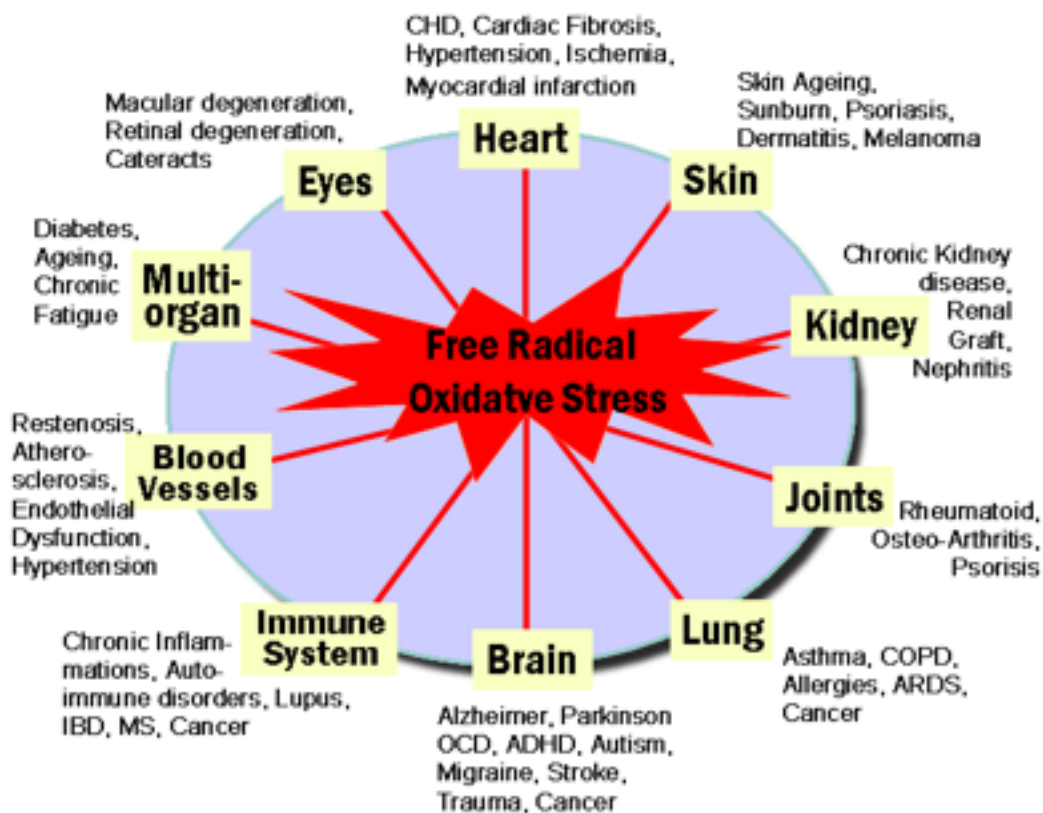 CHD, Cardiac Fibrosis,
Hypertension, Ischemia,
Myocardial infarction
Heart
Skin Ageing,
Sunburn, Psoriasis,
Dermatitis, Melanoma
Skin
Macular degeneration,
Retinal degeneration,
Cateracts
Eyes
Diabetes,
Ageing,
Chronic
Fatigue
Multi-
organ
Chronic Kidney
disease,
Renal
Graft,
Nephritis
Kidney
Free Radical
Oxidatve Stress
Restenosis,
Athero-
sclerosis,
Endothelial
Dysfunction,
Hypertension
Blood
Vessels
Joints
Rheumatoid,
Osteo-Arthritis,
Psorisis
Immune
System
Chronic Inflam-
mations, Auto-
immune disorders, Lupus,
IBD, MS, Cancer
Brain
Alzheimer, Parkinson
OCD, ADHD, Autism,
Migraine, Stroke,
Trauma, Cancer
Lung
Asthma, COPD,
Allergies, ARDS,
Cancer